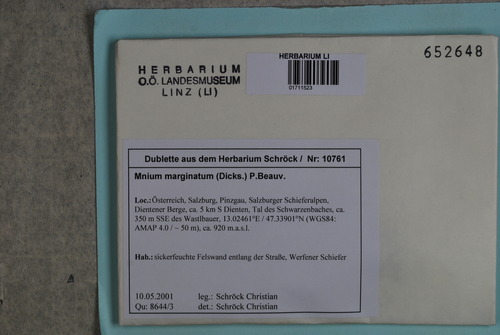 HERBARIUM
O.Ö. LANDESMUSEUM
LINZ (LI)
HERBARIUM LI
01711523
652648
Dublette aus dem Herbarium Schröck / Nr: 10761
Mnium marginatum (Dicks.) P.Beauv.
Loc.:Österreich, Salzburg, Pinzgau, Salzburger Schieferalpen,
Dientener Berge, ca. 5 km S Dienten, Tal des Schwarzenbaches, ca.
350 m SSE des Wastlbauer, 13.02461°E / 47.33901°N (WGS84:
AMAP 4.0 / ~ 50 m), ca. 920 m.a.s.l.
Hab.:sickerfeuchte Felswand entlang der Straße, Werfener Schiefer
10.05.2001 leg.: Schröck Christian
Qu: 8644/3 det.: Schröck Christian